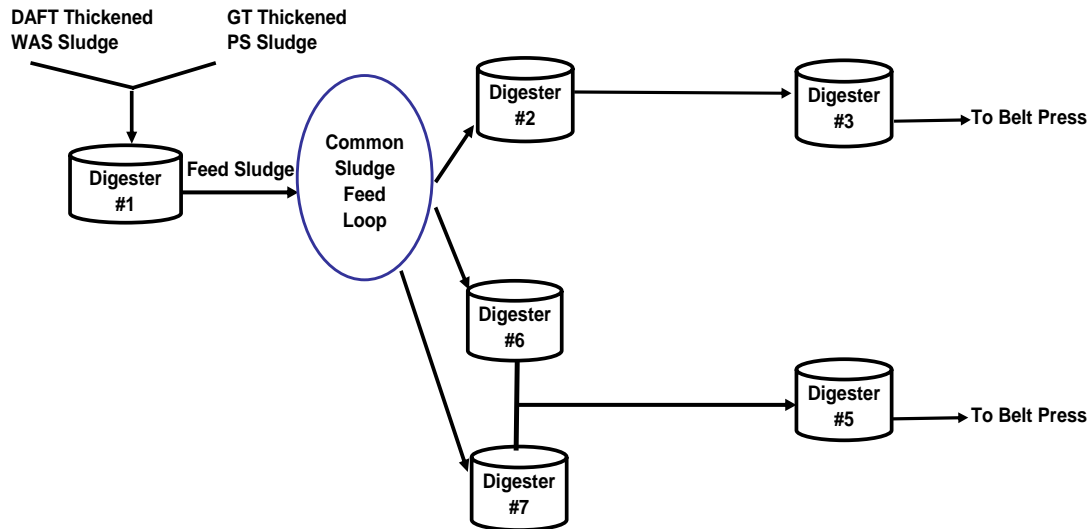 DAFT Thickened
WAS Sludge
GT Thickened
PS Sludge
Digester
#1
Feed Sludge
Common
Sludge
Feed
Loop
Digester
#2
Digester
#3
To Belt Press
Digester
#6
Digester
#5
To Belt Press
Digester
#7